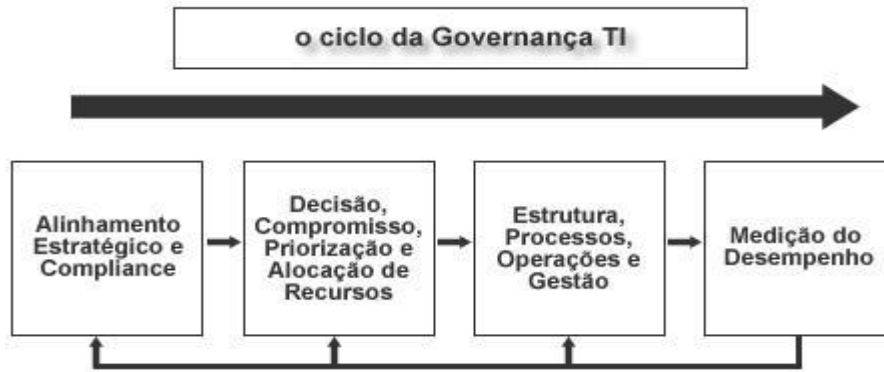 o ciclo da Governança TI
Alinhamento
Estratégico e
Compliance
Decisão,
Compromisso,
Priorização e
Alocação de
Recursos
Estrutura,
Processos,
Operações e
Gestão
Medição do
Desempenho